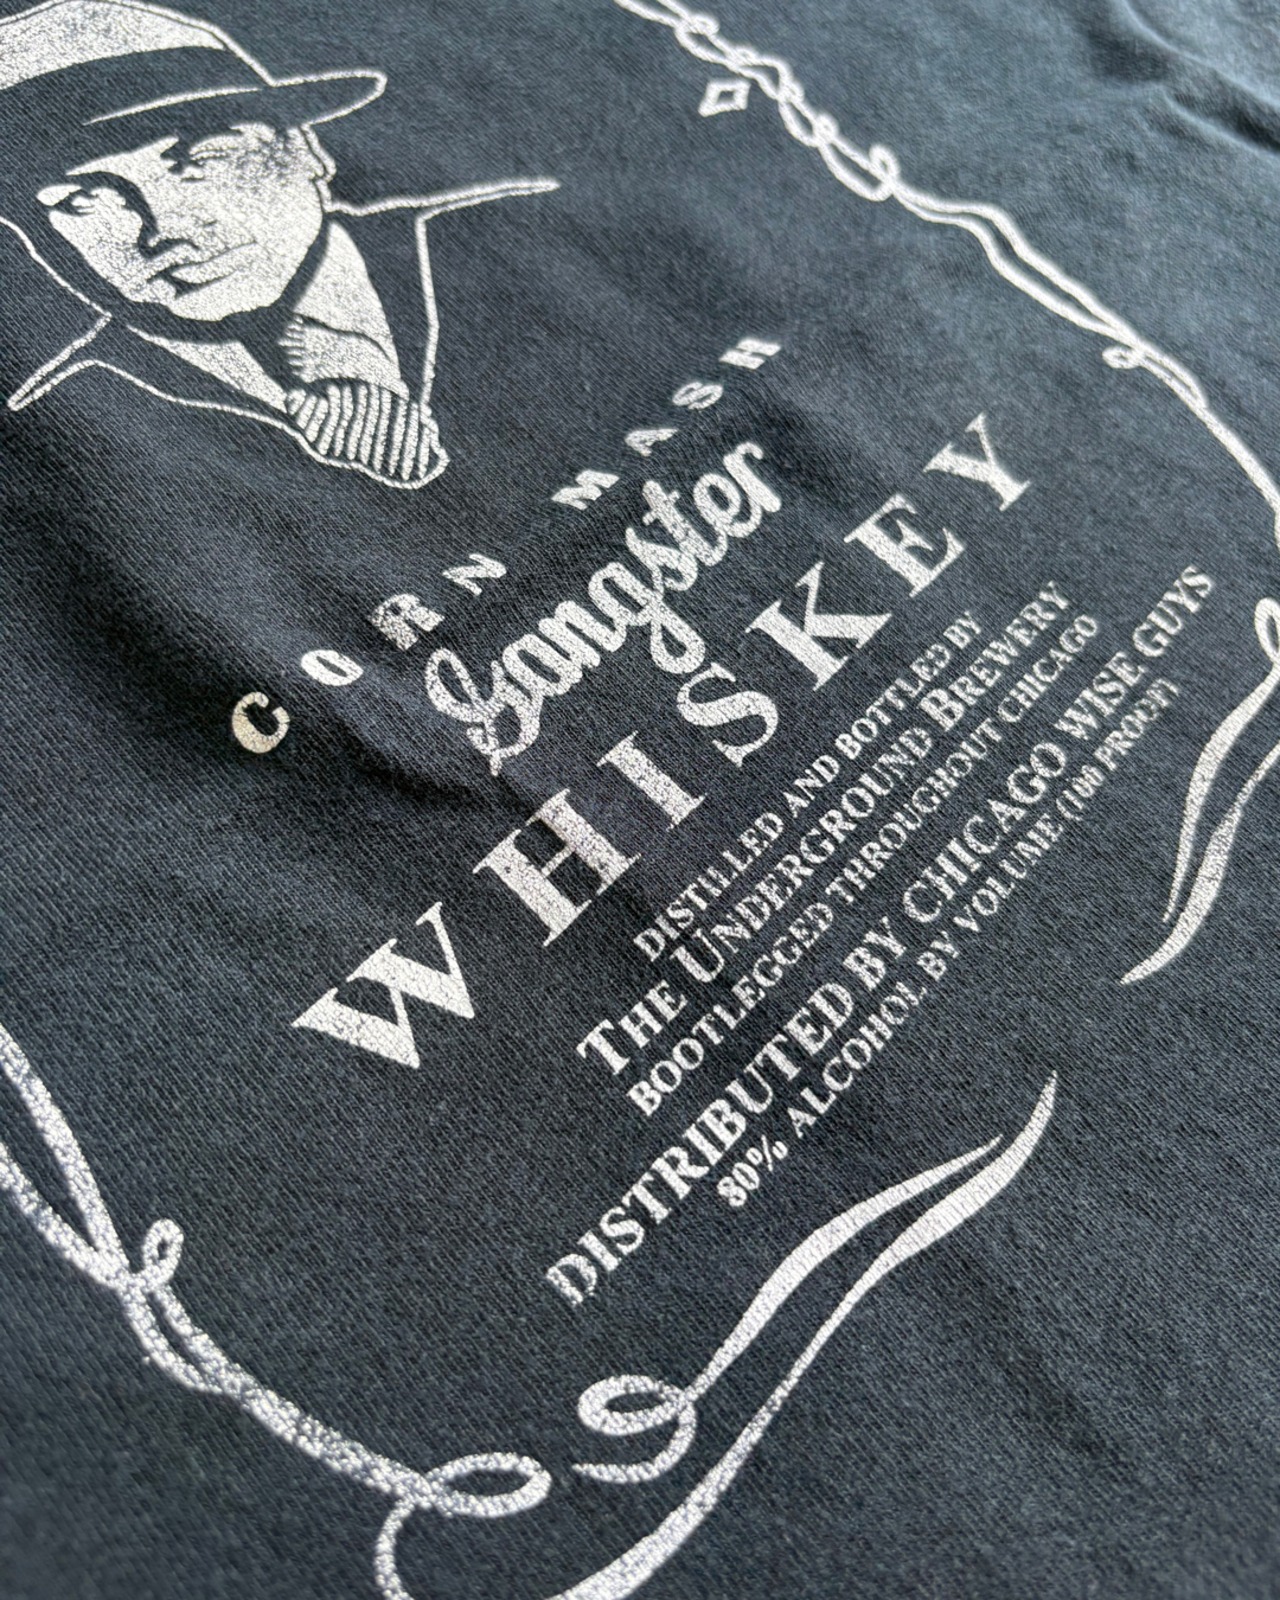 CORN MASH
Gangster
WHISKEY
DISTILLED AND BOTTLED BY
THE UNDERGROUND BREWERY
BOOTLEGGED THROUGHOUT CHICAGO
DISTRIBUTED BY CHICAGO WISE GUYS
80% ALCOHOL BY VOLUME (100 PROOF)